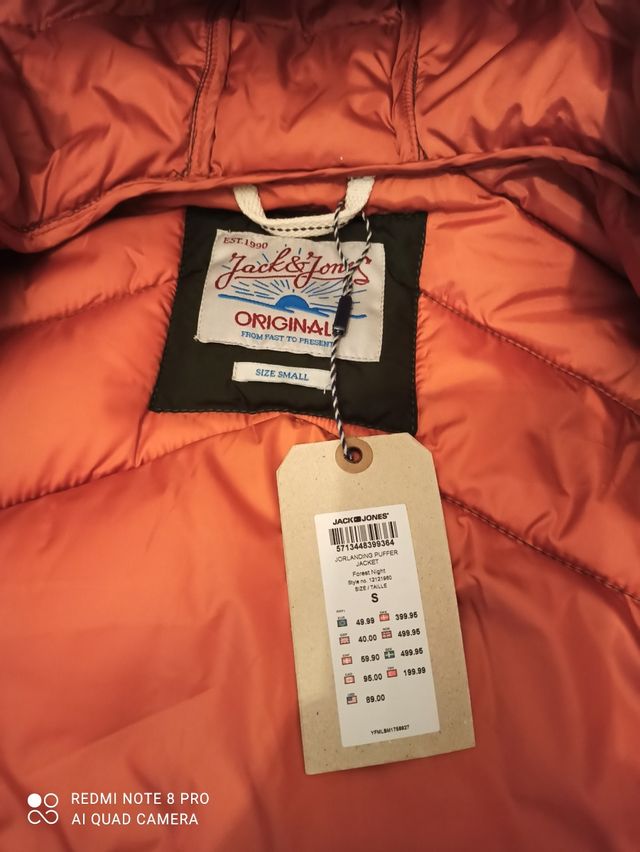 EST. 1990
Jack & Jones
ORIGINALS
FROM PAST TO PRESENT
SIZE SMALL
JACK & JONES®
5713448399364
JORLANDING PUFFER
JACKET
Forest Night
Style no. 12121960
SIZE / TAILLE
S
49.99 399.95
40.00 499.95
59.90 499.95
95.00 199.99
69.00
REDMI NOTE 8 PRO
AI QUAD CAMERA